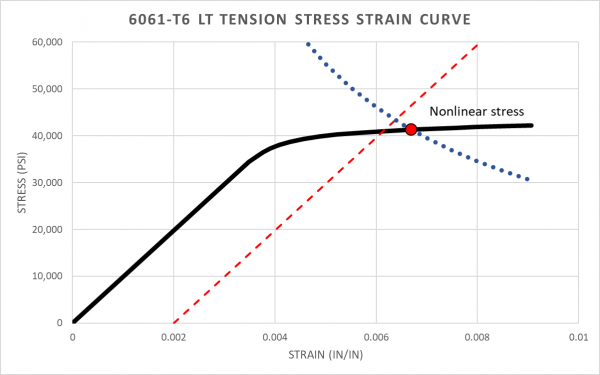 6061-T6 LT TENSION STRESS STRAIN CURVE
60,000
50,000
Nonlinear stress
40,000
STRESS (PSI)
30,000
20,000
10,000
0
0 0.002 0.004 0.006 0.008 0.01
STRAIN (IN/IN)